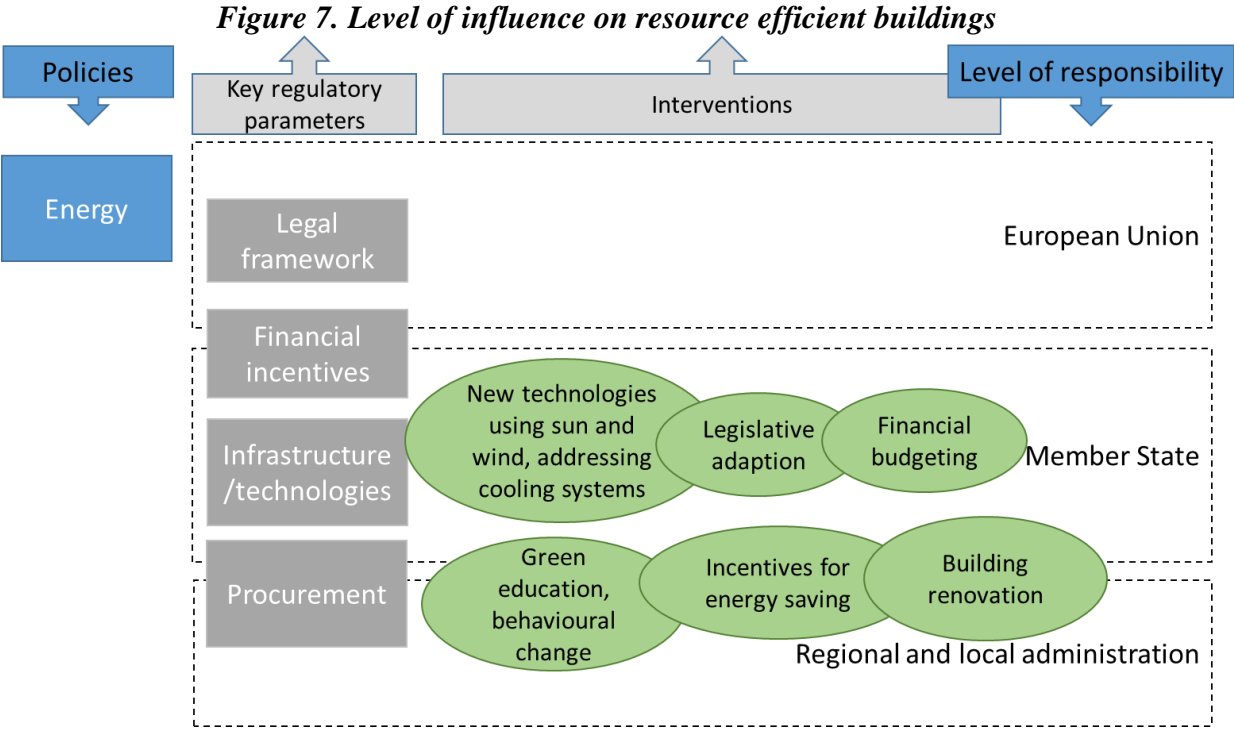 Figure 7. Level of influence on resource efficient buildings
Policies
Key regulatory
parameters
Interventions
Level of responsibility
Energy
Legal
framework
European Union
Financial
incentives
Infrastructure
/technologies
New technologies
using sun and
wind, addressing
cooling systems
Legislative
adaption
Financial
budgeting
Member State
Procurement
Green
education,
behavioural
change
Incentives for
energy saving
Building
renovation
Regional and local administration